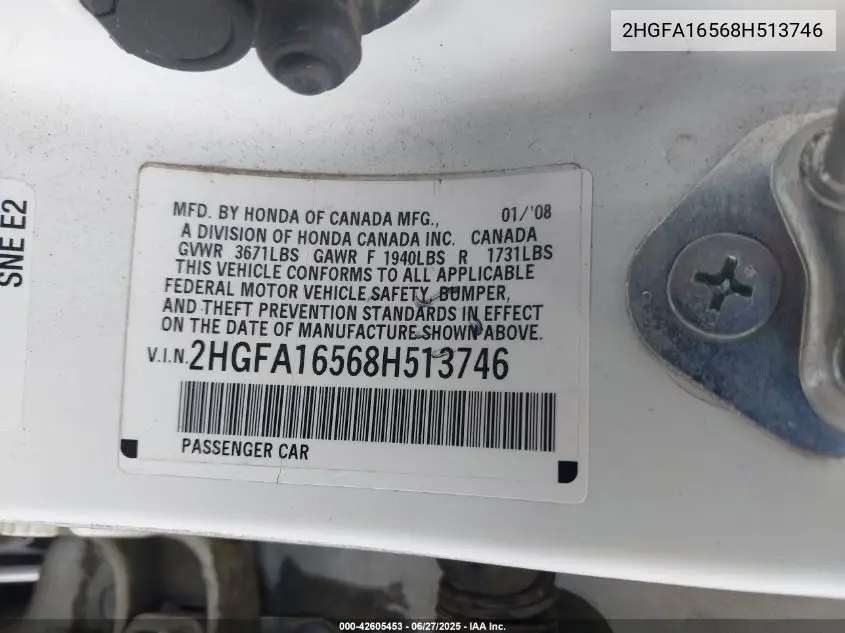 2HGFA16568H513746
SNE E2
MFD. BY HONDA OF CANADA MFG., 01/'08
A DIVISION OF HONDA CANADA INC. CANADA
GVWR 3671LBS GAWR F 1940LBS R 1731LBS
THIS VEHICLE CONFORMS TO ALL APPLICABLE
FEDERAL MOTOR VEHICLE SAFETY, BUMPER,
AND THEFT PREVENTION STANDARDS IN EFFECT
ON THE DATE OF MANUFACTURE SHOWN ABOVE.
V.I.N. 2HGFA16568H513746
PASSENGER CAR
000-42605453 - 06/27/2025 - IAA Inc.